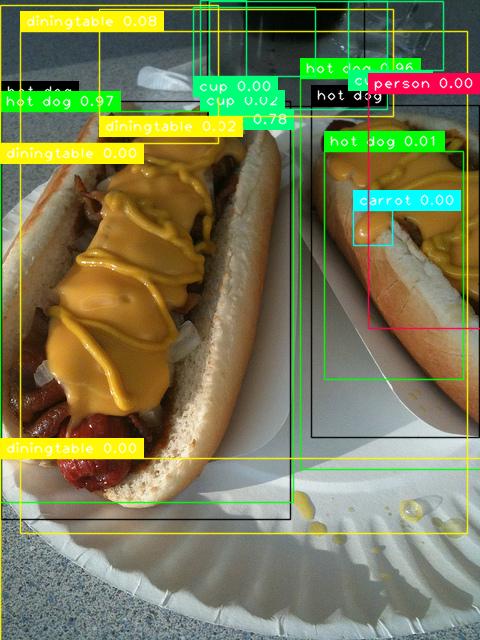 diningtable 0.08
hot dog 0.96
person 0.00
cup 0.00
hot dog
hot dog
hot dog 0.97
cup 0.02
0.78
diningtable 0.02
hot dog 0.01
diningtable 0.00
carrot 0.00
diningtable 0.00